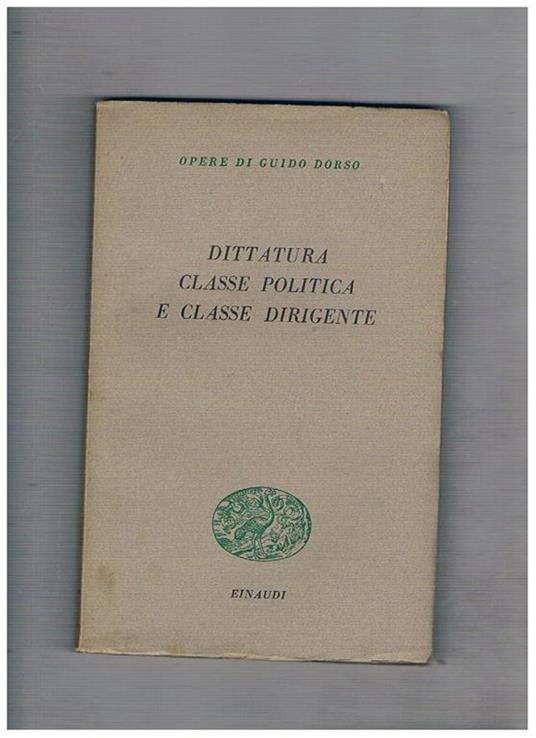 OPERE DI GUIDO DORSO
DITTATURA
CLASSE POLITICA
E CLASSE DIRIGENTE
EINAUDI